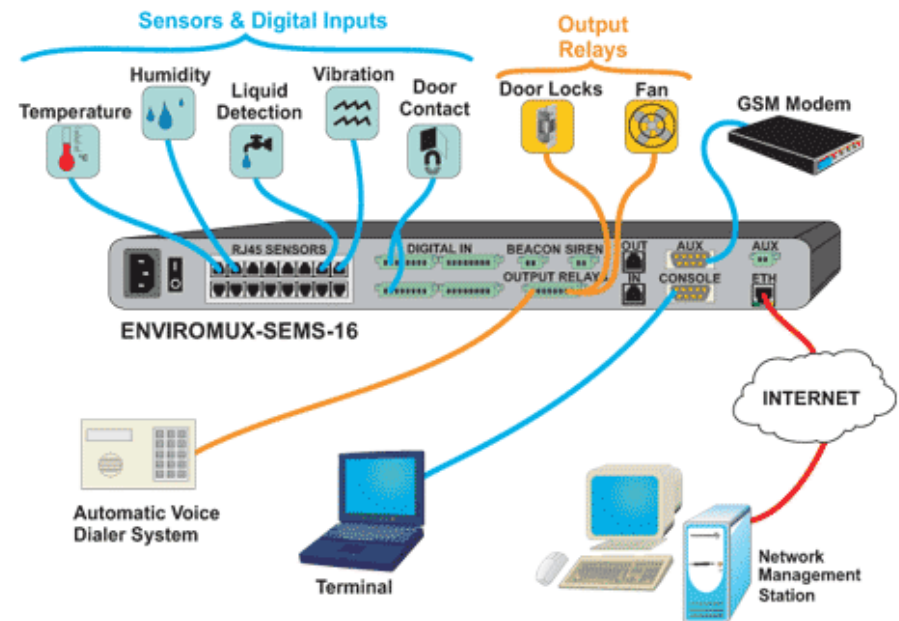 Sensors & Digital Inputs
Output
Relays
Temperature
Humidity
Liquid
Detection
Vibration
Door
Contact
Door Locks
Fan
GSM Modem
RJ45 SENSORS
DIGITAL IN
BEACON
SIREN
OUT
AUX
AUX
OUTPUT RELAY
IN
CONSOLE
ETH
ENVIROMUX-SEMS-16
INTERNET
Automatic Voice
Dialer System
Terminal
Network
Management
Station